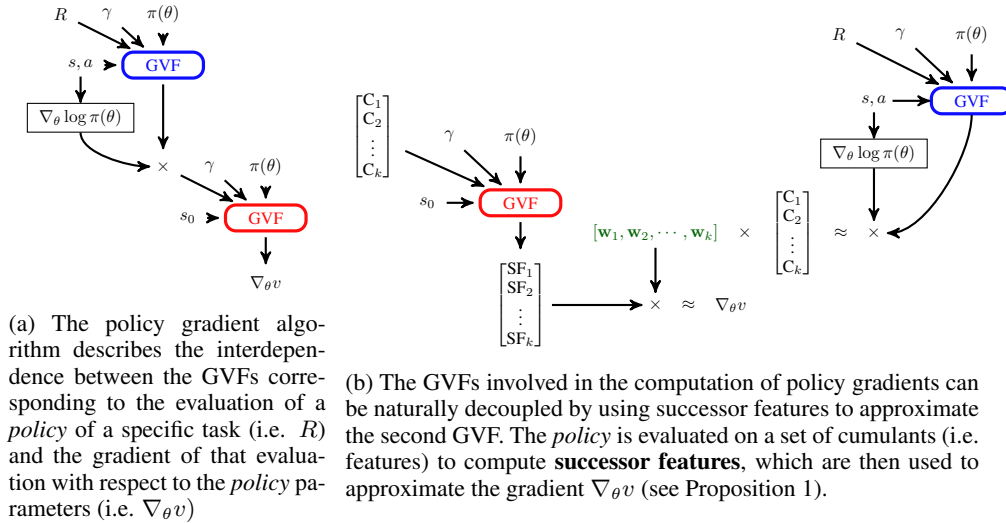 R γ π(θ)
s, a GVF
∇θ log π(θ)
×
γ π(θ)
s₀ GVF
∇θv
(a) The policy gradient algo-
rithm describes the interdepen-
dence between the GVFs corre-
sponding to the evaluation of a
policy of a specific task (i.e. R)
and the gradient of that evalua-
tion with respect to the policy pa-
rameters (i.e. ∇θv)
C₁
C₂
⋮
Cₖ
γ π(θ)
s₀ GVF
SF₁
SF₂
⋮
SFₖ
[w₁, w₂, ⋯ , wₖ] ×
C₁
C₂
⋮
Cₖ
≈ ×
× ≈ ∇θv
R γ π(θ)
s, a GVF
∇θ log π(θ)
(b) The GVFs involved in the computation of policy gradients can
be naturally decoupled by using successor features to approximate
the second GVF. The policy is evaluated on a set of cumulants (i.e.
features) to compute successor features, which are then used to
approximate the gradient ∇θv (see Proposition 1).